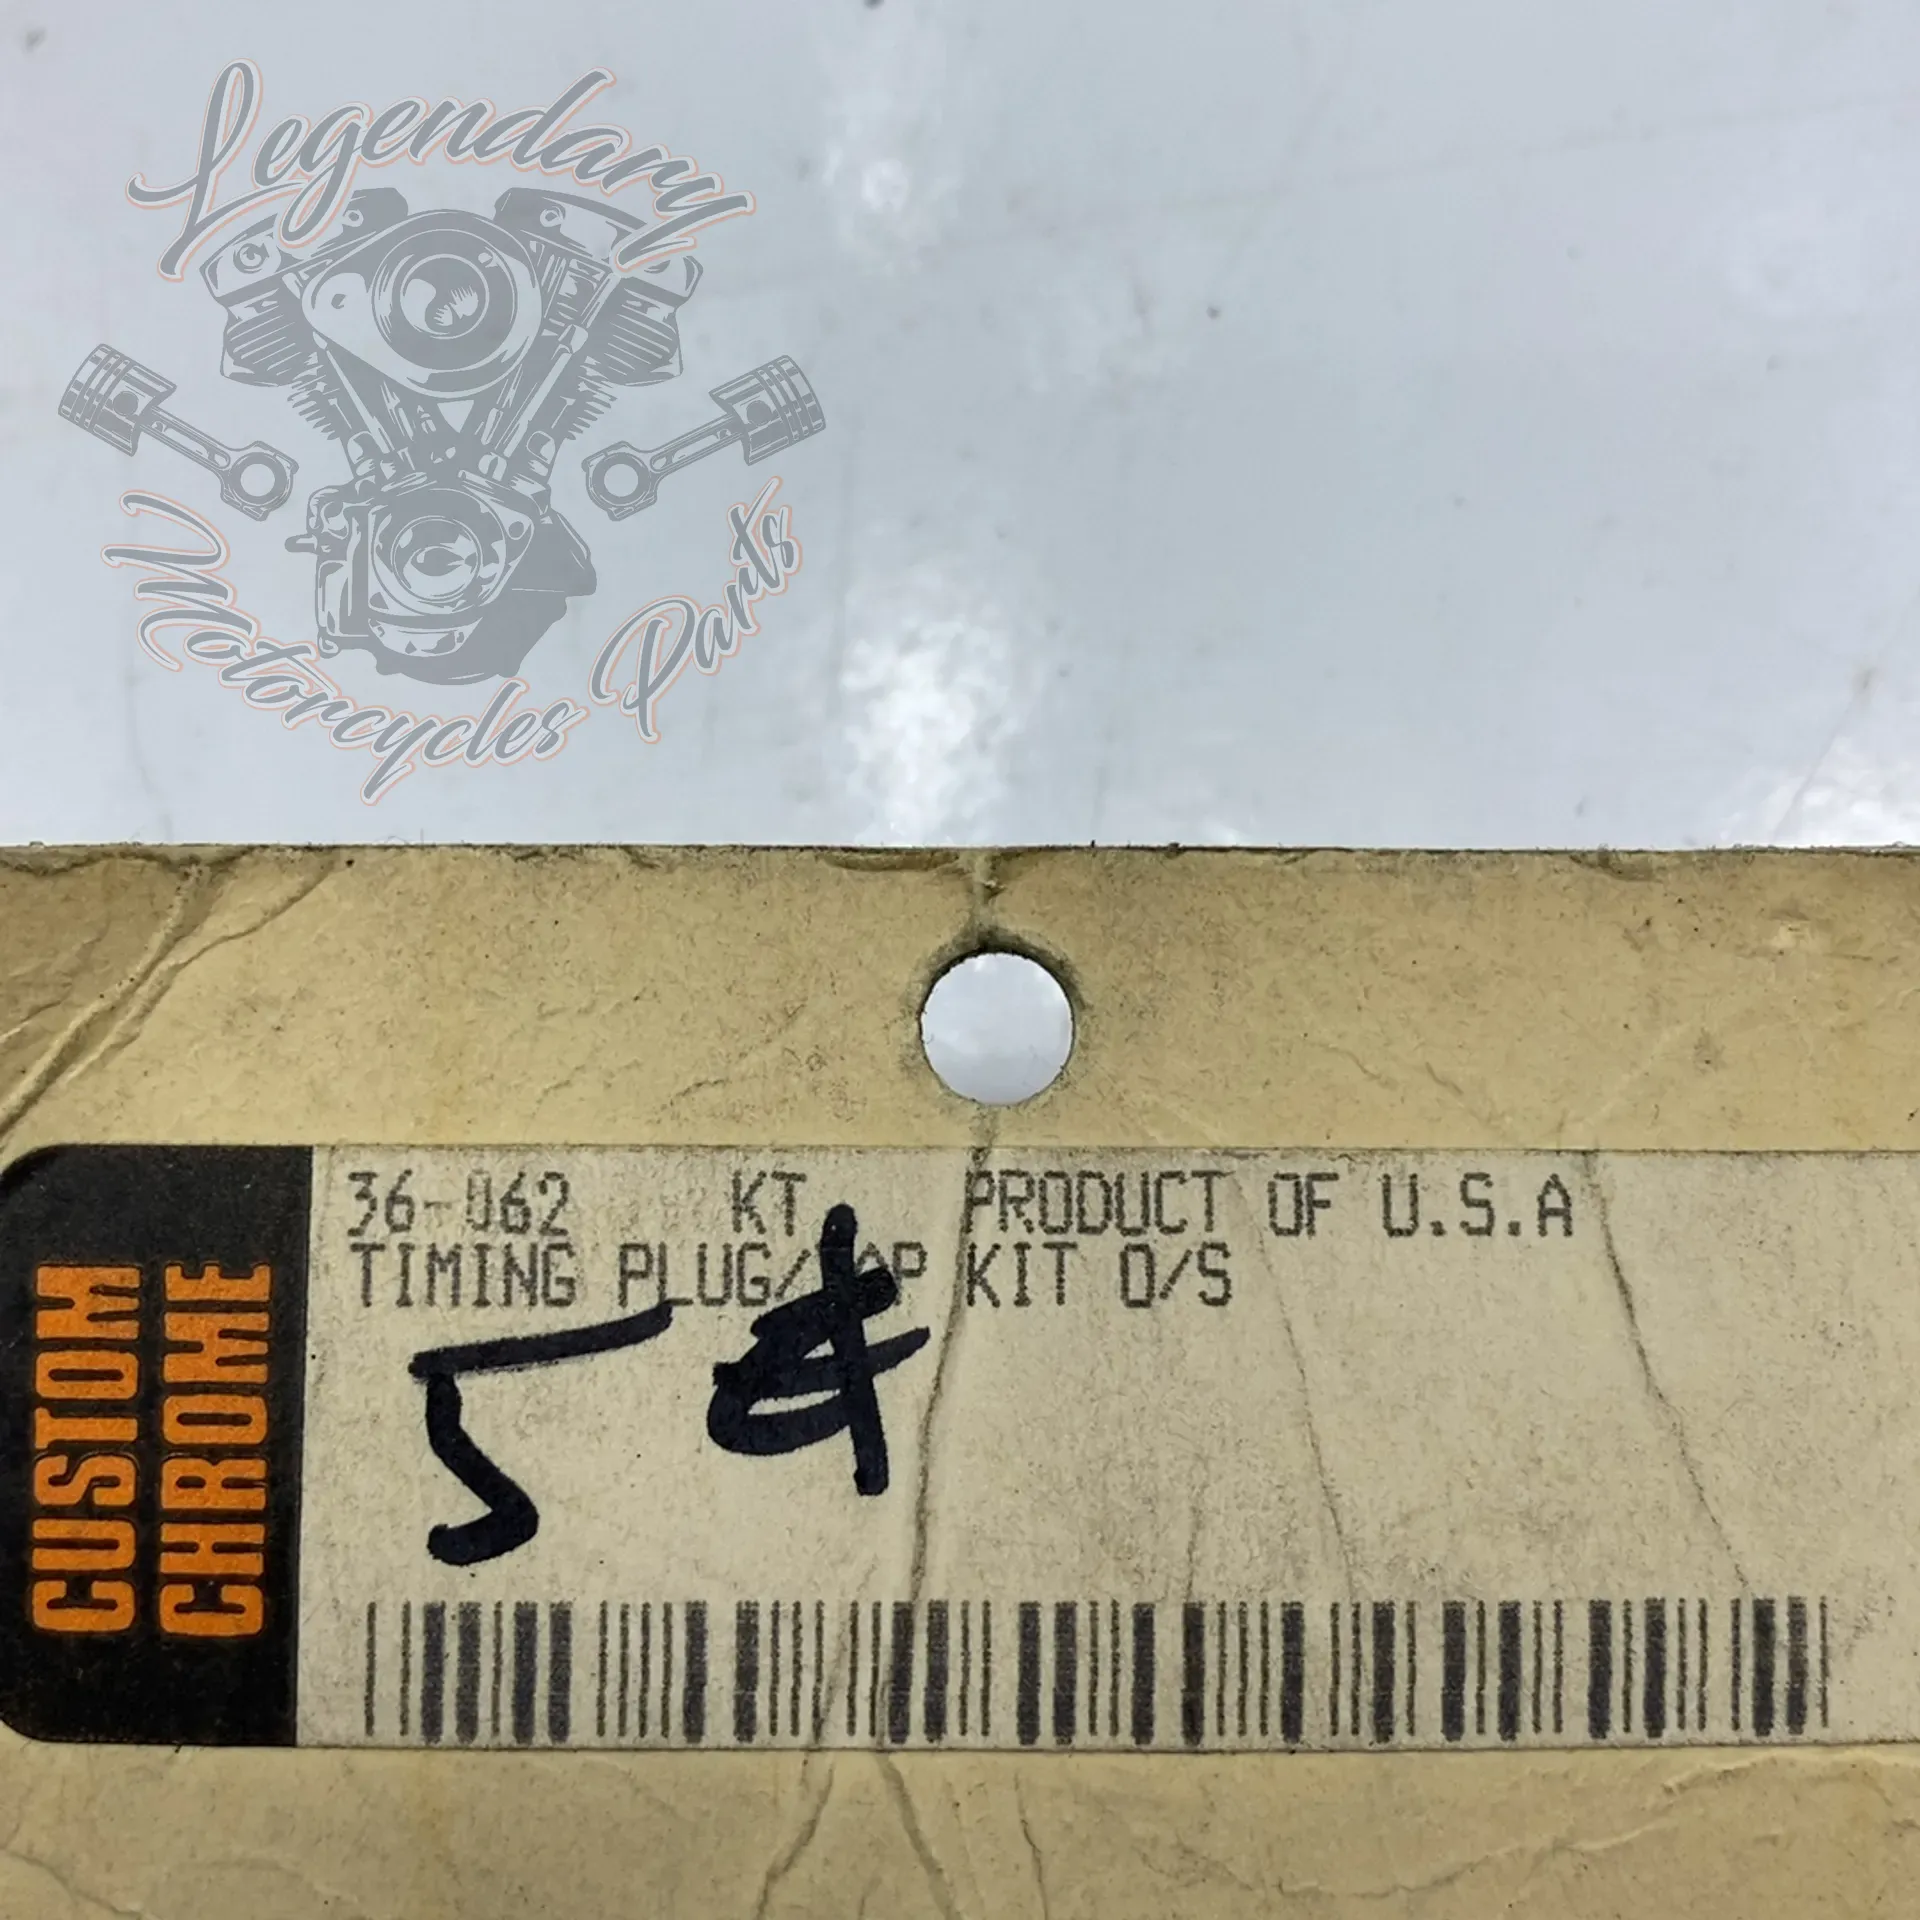 Legendary
Motorcycles Parts
36-062 KT PRODUCT OF U.S.A
TIMING PLUG/ KIT O/S
5 €
CUSTOM
CHROME